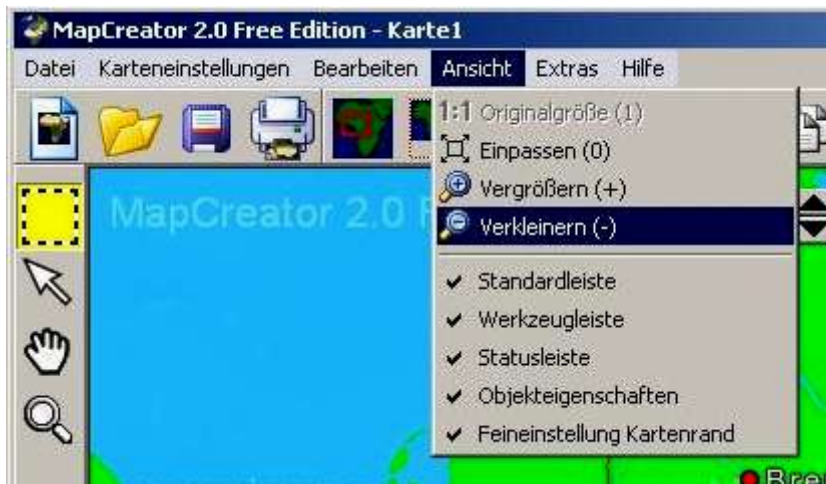 MapCreator 2.0 Free Edition - Karte1
Datei Karteneinstellungen Bearbeiten Ansicht Extras Hilfe
1:1 Originalgröße (1)
Einpassen (0)
Vergrößern (+)
MapCreator 2.0 F
Verkleinern (-)
Standardleiste
Werkzeugleiste
Statusleiste
Objekteigenschaften
Feineinstellung Kartenrand
Bre